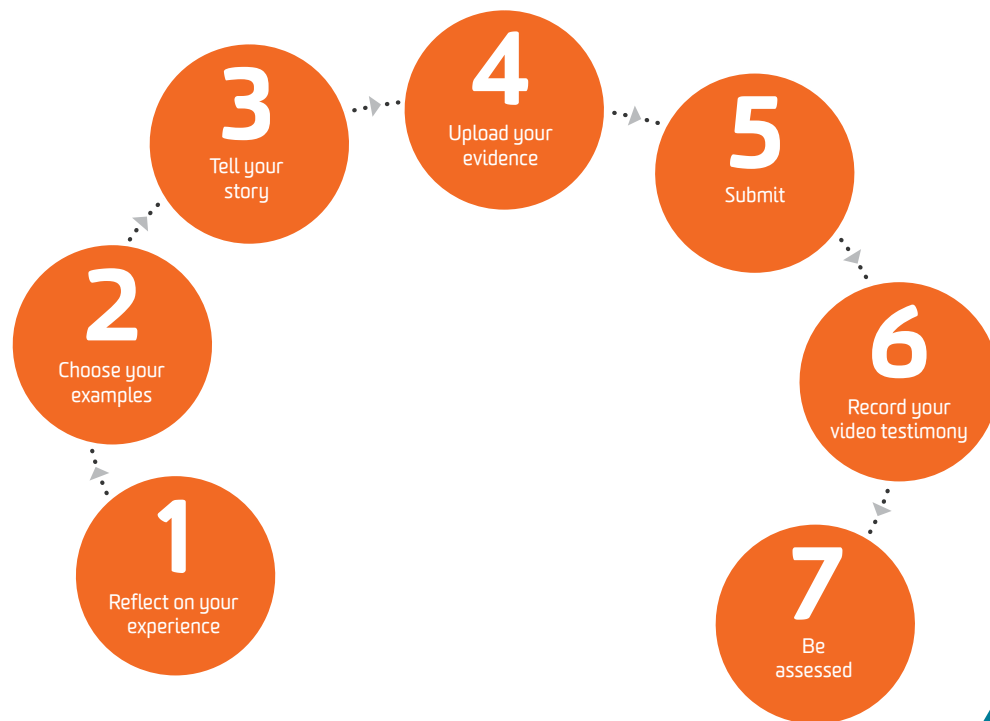 1
Reflect on your
experience
2
Choose your
examples
3
Tell your
story
4
Upload your
evidence
5
Submit
6
Record your
video testimony
7
Be
assessed